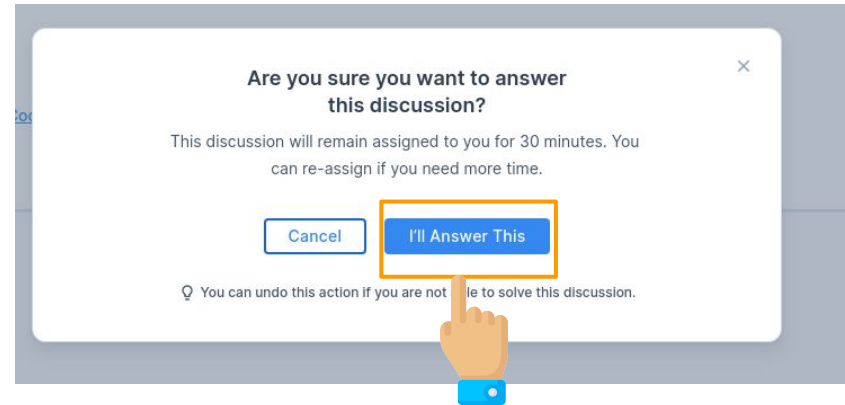 Are you sure you want to answer
this discussion?
This discussion will remain assigned to you for 30 minutes. You
can re-assign if you need more time.
Cancel
I'll Answer This
You can undo this action if you are not le to solve this discussion.